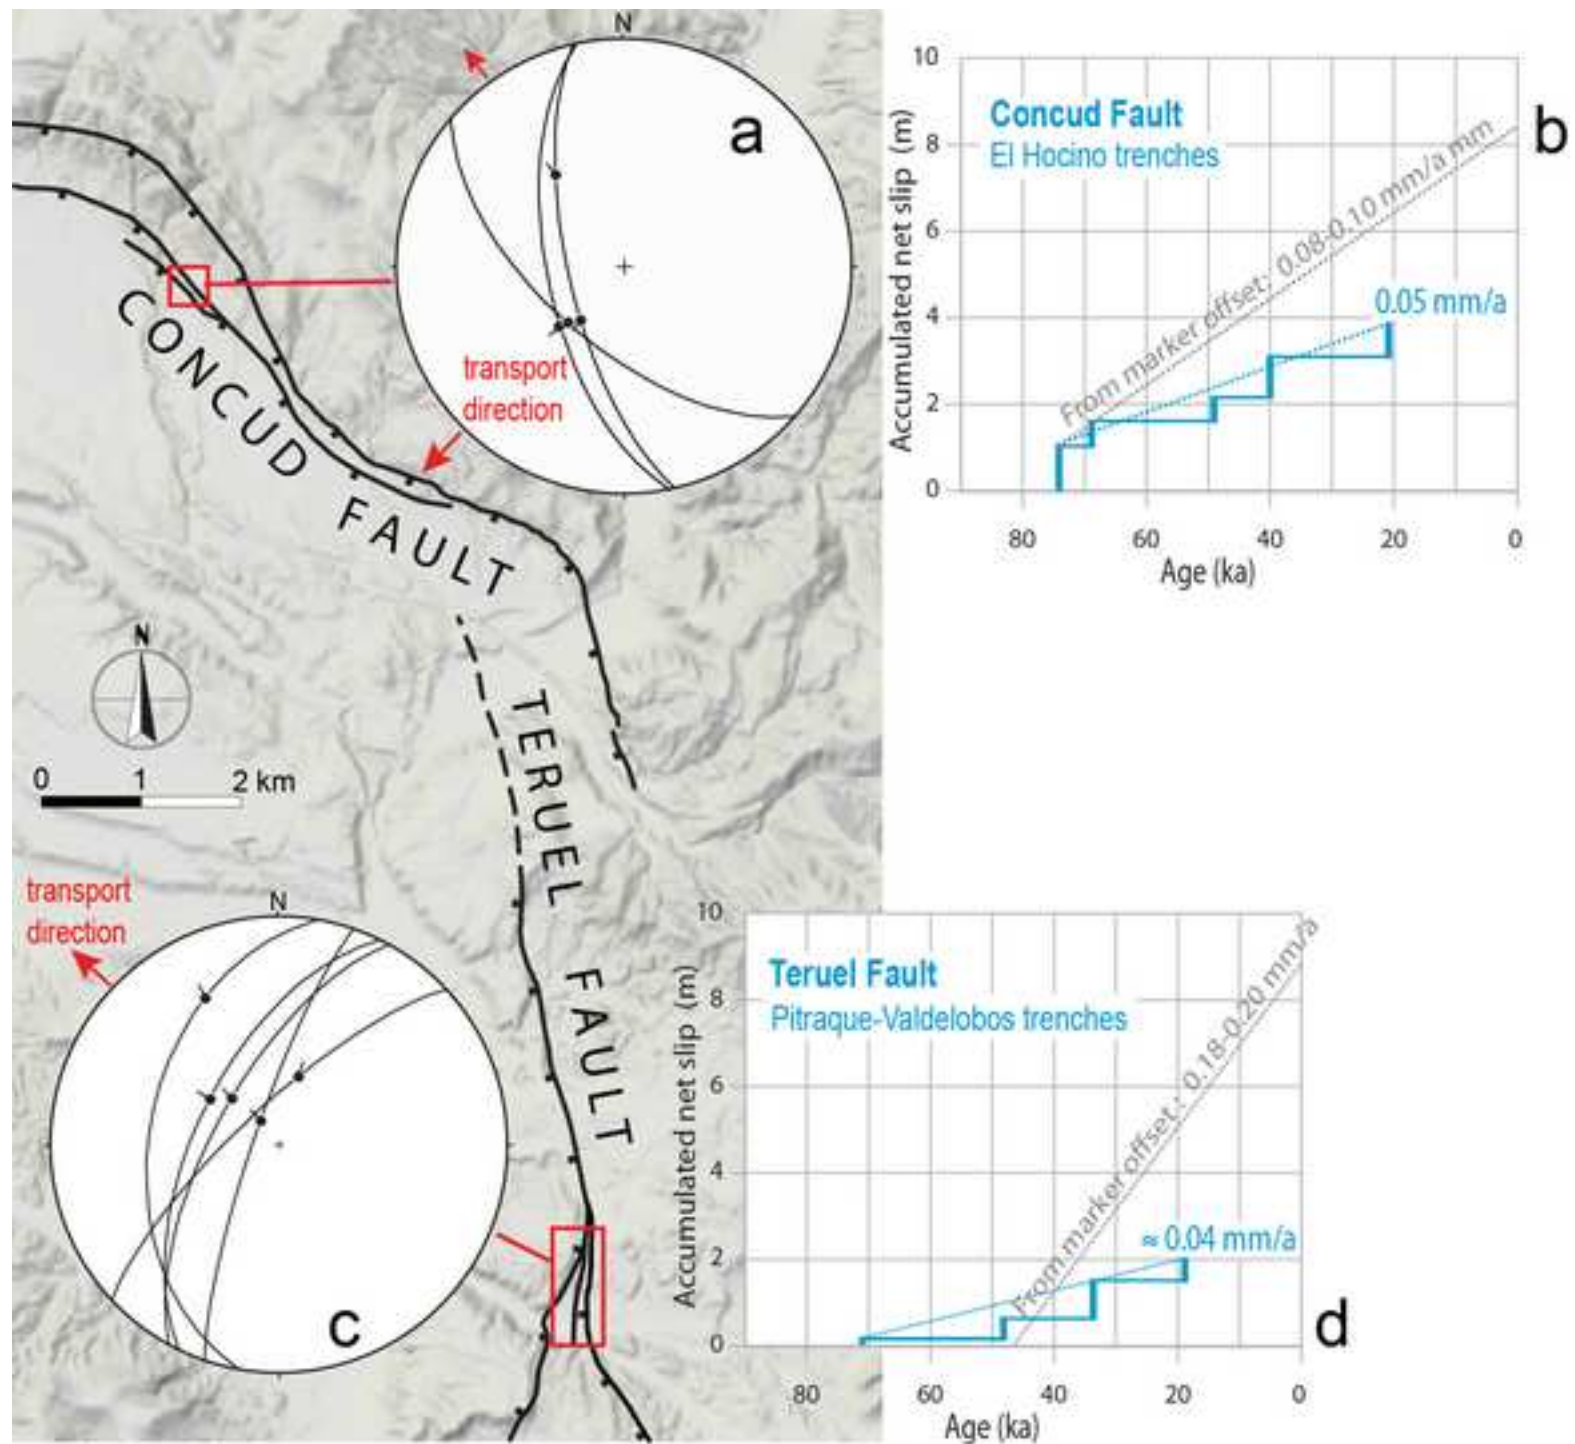 N
a
transport
direction
CONCUD FAULT
N
0 1 2 km
TERUEL FAULT
transport
direction
N
c
10
8
6
4
2
0
Accumulated net slip (m)
Concud Fault
El Hocino trenches
From marker offset: 0.08-0.10 mm/a mm
0.05 mm/a
80 60 40 20 0
Age (ka)
b
10
8
6
4
2
0
Accumulated net slip (m)
Teruel Fault
Pitraque-Valdelobos trenches
From marker offset: 0.18-0.20 mm/a
≈ 0.04 mm/a
80 60 40 20 0
Age (ka)
d